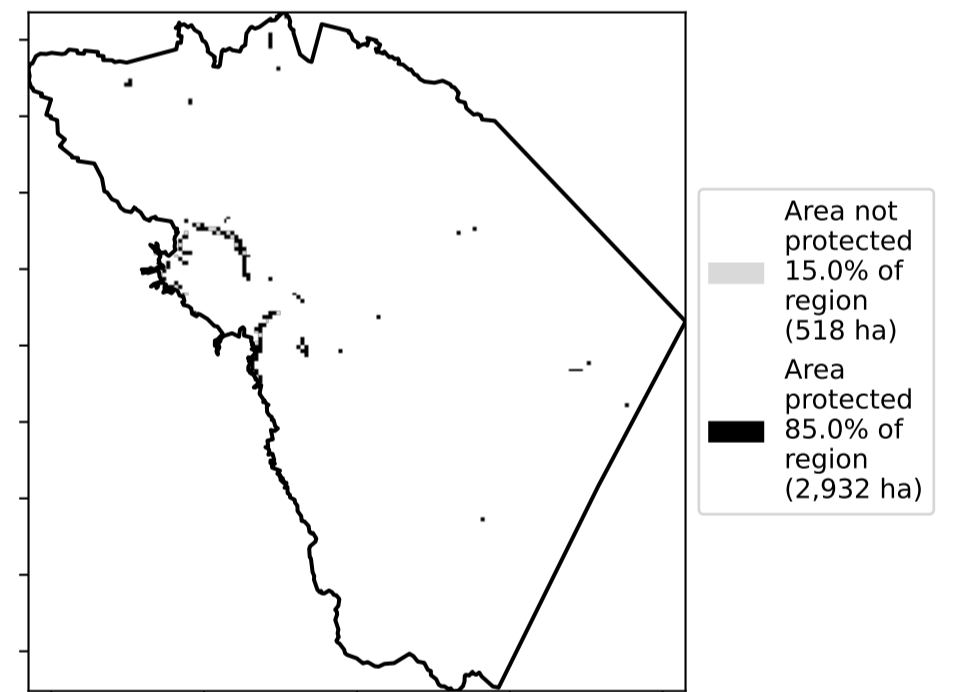 Area not
protected
15.0% of
region
(518 ha)
Area
protected
85.0% of
region
(2,932 ha)